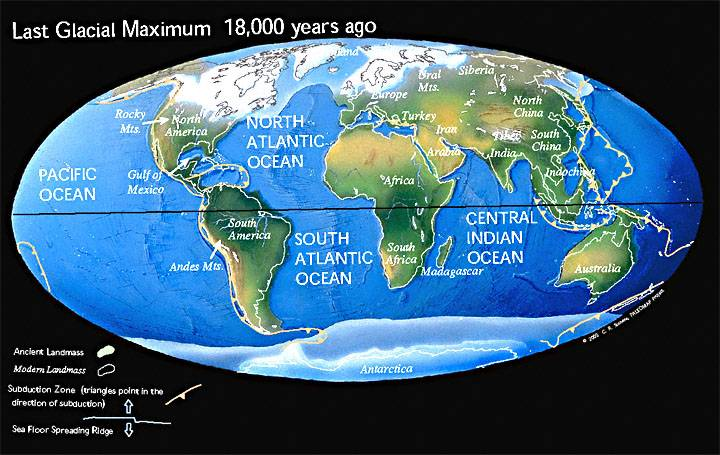 Last Glacial Maximum 18,000 years ago
Siberia
Ural
Mts.
Europe
North
China
Rocky
Mts.
North
America
NORTH
ATLANTIC
OCEAN
Turkey
Iran
Tibet
South
China
Arabia
India
Indochina
PACIFIC
OCEAN
Gulf of
Mexico
Africa
South
America
CENTRAL
INDIAN
OCEAN
SOUTH
ATLANTIC
OCEAN
South
Africa
Andes Mts.
Madagascar
Australia
Antarctica
Ancient Landmass
Modern Landmass
Subduction Zone (triangles point in the
direction of subduction)
Sea Floor Spreading Ridge